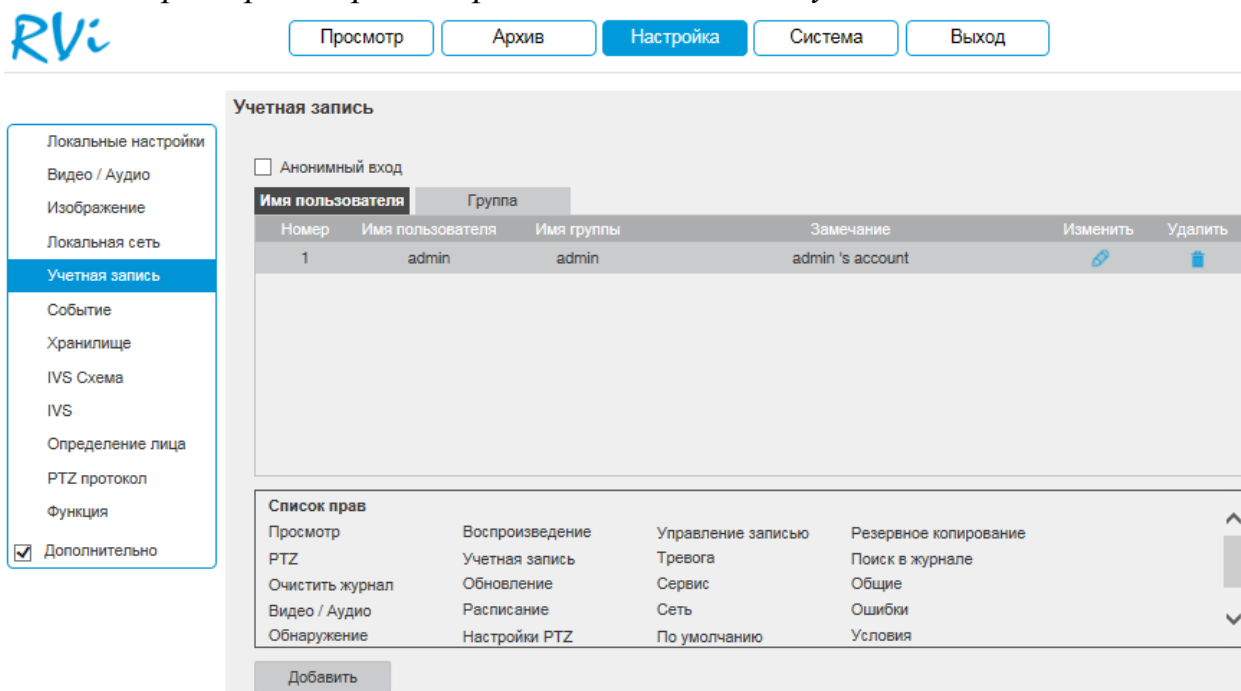 RVi
Просмотр Архив Настройка Система Выход
Учетная запись
Локальные настройки
Видео / Аудио
Изображение
Локальная сеть
Учетная запись
Событие
Хранилище
IVS Схема
IVS
Определение лица
PTZ протокол
Функция
Дополнительно
Анонимный вход
Имя пользователя Группа
Номер Имя пользователя Имя группы Замечание Изменить Удалить
1 admin admin admin 's account
Список прав
Просмотр Воспроизведение Управление записью Резервное копирование
PTZ Учетная запись Тревога Поиск в журнале
Очистить журнал Обновление Сервис Общие
Видео / Аудио Расписание Сеть Ошибки
Обнаружение Настройки PTZ По умолчанию Условия
Добавить